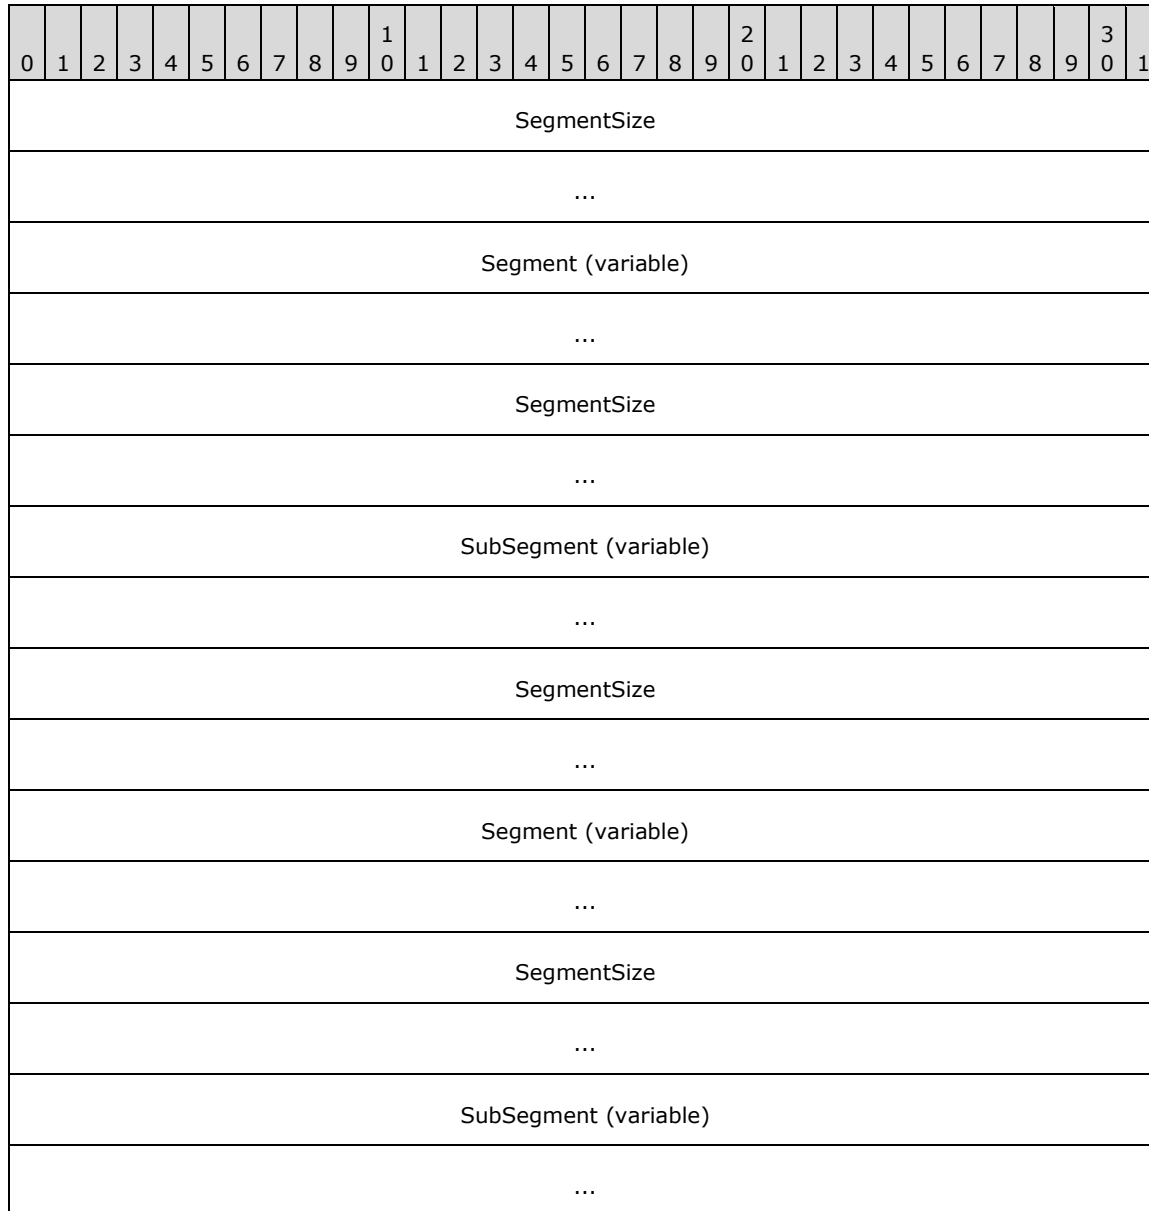 1 2 3
0 1 2 3 4 5 6 7 8 9 0 1 2 3 4 5 6 7 8 9 0 1 2 3 4 5 6 7 8 9 0 1
SegmentSize
...
Segment (variable)
...
SegmentSize
...
SubSegment (variable)
...
SegmentSize
...
Segment (variable)
...
SegmentSize
...
SubSegment (variable)
...